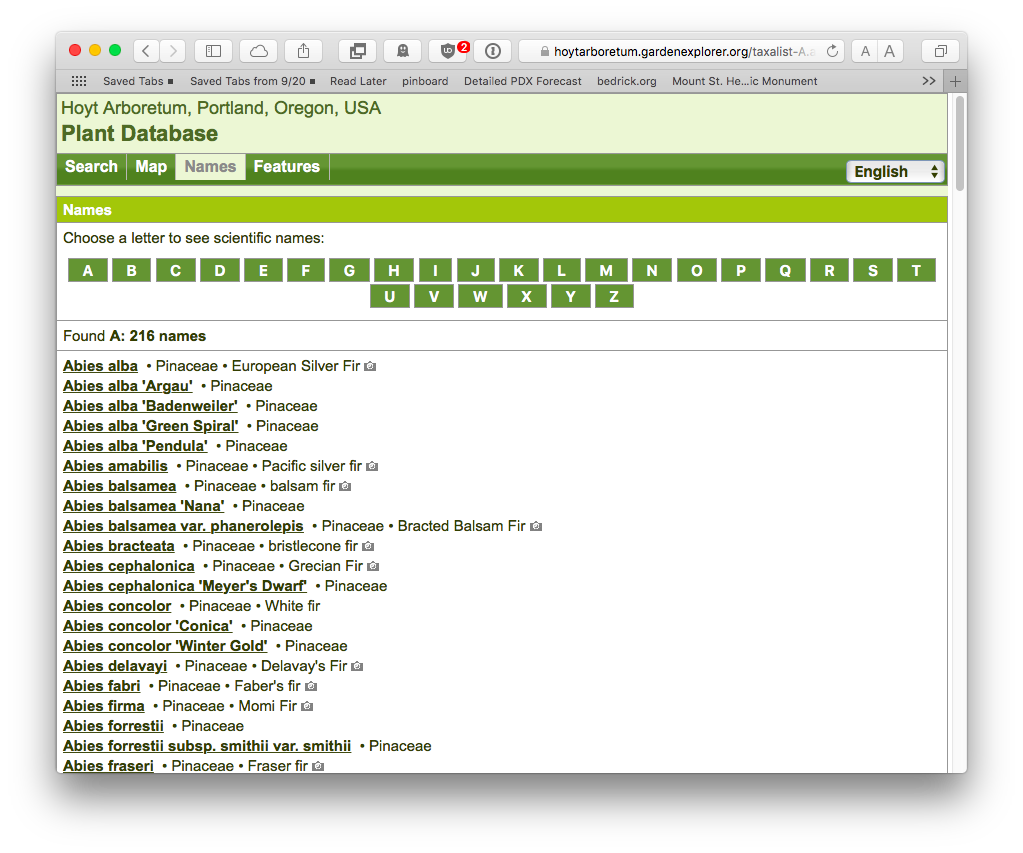 2
hoytarboretum.gardenexplorer.org/taxalist-A.a
A A
Saved Tabs Saved Tabs from 9/20 Read Later pinboard Detailed PDX Forecast bedrick.org Mount St. He...ic Monument >> +
Hoyt Arboretum, Portland, Oregon, USA
Plant Database
Search Map Names Features English
Names
Choose a letter to see scientific names:
A B C D E F G H I J K L M N O P Q R S T
U V W X Y Z
Found A: 216 names
Abies alba • Pinaceae • European Silver Fir
Abies alba 'Argau' • Pinaceae
Abies alba 'Badenweiler' • Pinaceae
Abies alba 'Green Spiral' • Pinaceae
Abies alba 'Pendula' • Pinaceae
Abies amabilis • Pinaceae • Pacific silver fir
Abies balsamea • Pinaceae • balsam fir
Abies balsamea 'Nana' • Pinaceae
Abies balsamea var. phanerolepis • Pinaceae • Bracted Balsam Fir
Abies bracteata • Pinaceae • bristlecone fir
Abies cephalonica • Pinaceae • Grecian Fir
Abies cephalonica 'Meyer's Dwarf' • Pinaceae
Abies concolor • Pinaceae • White fir
Abies concolor 'Conica' • Pinaceae
Abies concolor 'Winter Gold' • Pinaceae
Abies delavayi • Pinaceae • Delavay's Fir
Abies fabri • Pinaceae • Faber's fir
Abies firma • Pinaceae • Momi Fir
Abies forrestii • Pinaceae
Abies forrestii subsp. smithii var. smithii • Pinaceae
Abies fraseri • Pinaceae • Fraser fir